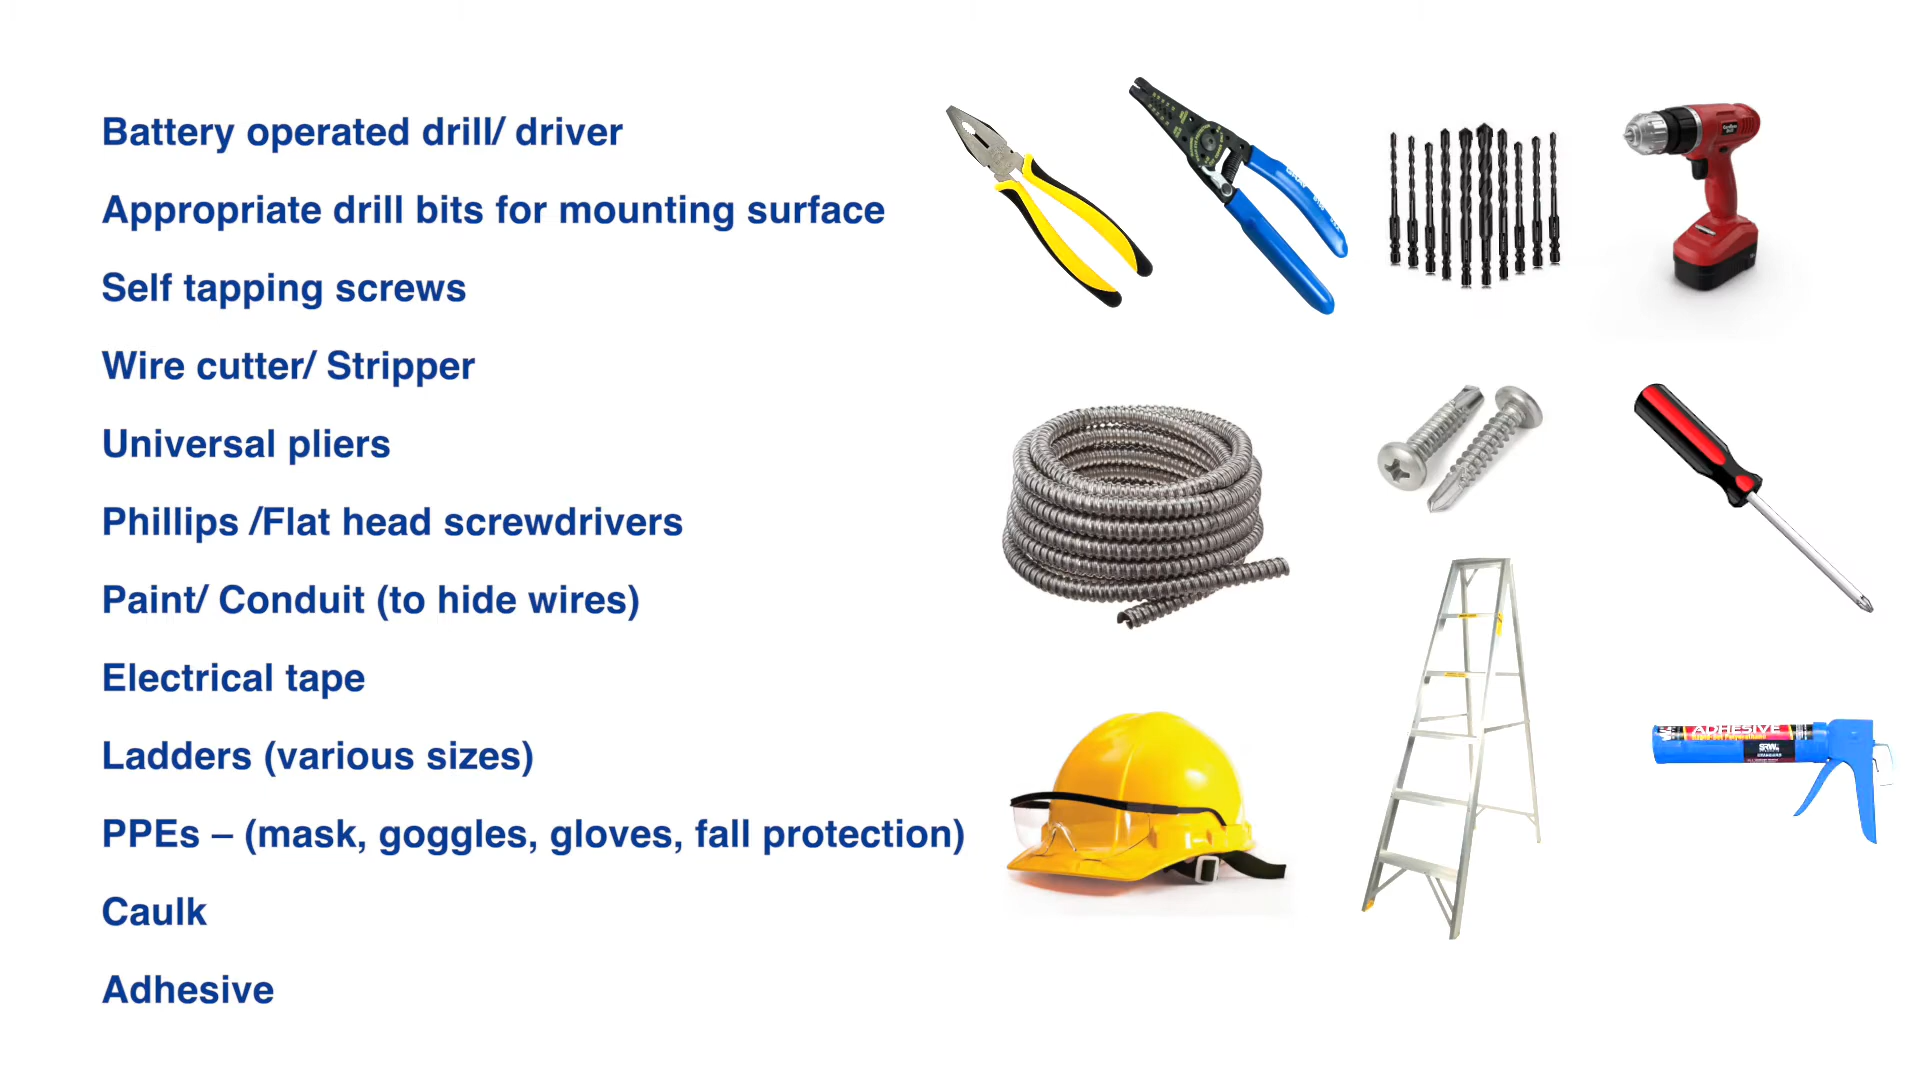 Battery operated drill/ driver
Appropriate drill bits for mounting surface
Self tapping screws
Wire cutter/ Stripper
Universal pliers
Phillips /Flat head screwdrivers
Paint/ Conduit (to hide wires)
Electrical tape
Ladders (various sizes)
PPEs – (mask, goggles, gloves, fall protection)
Caulk
Adhesive
ADHESIVE
SRW